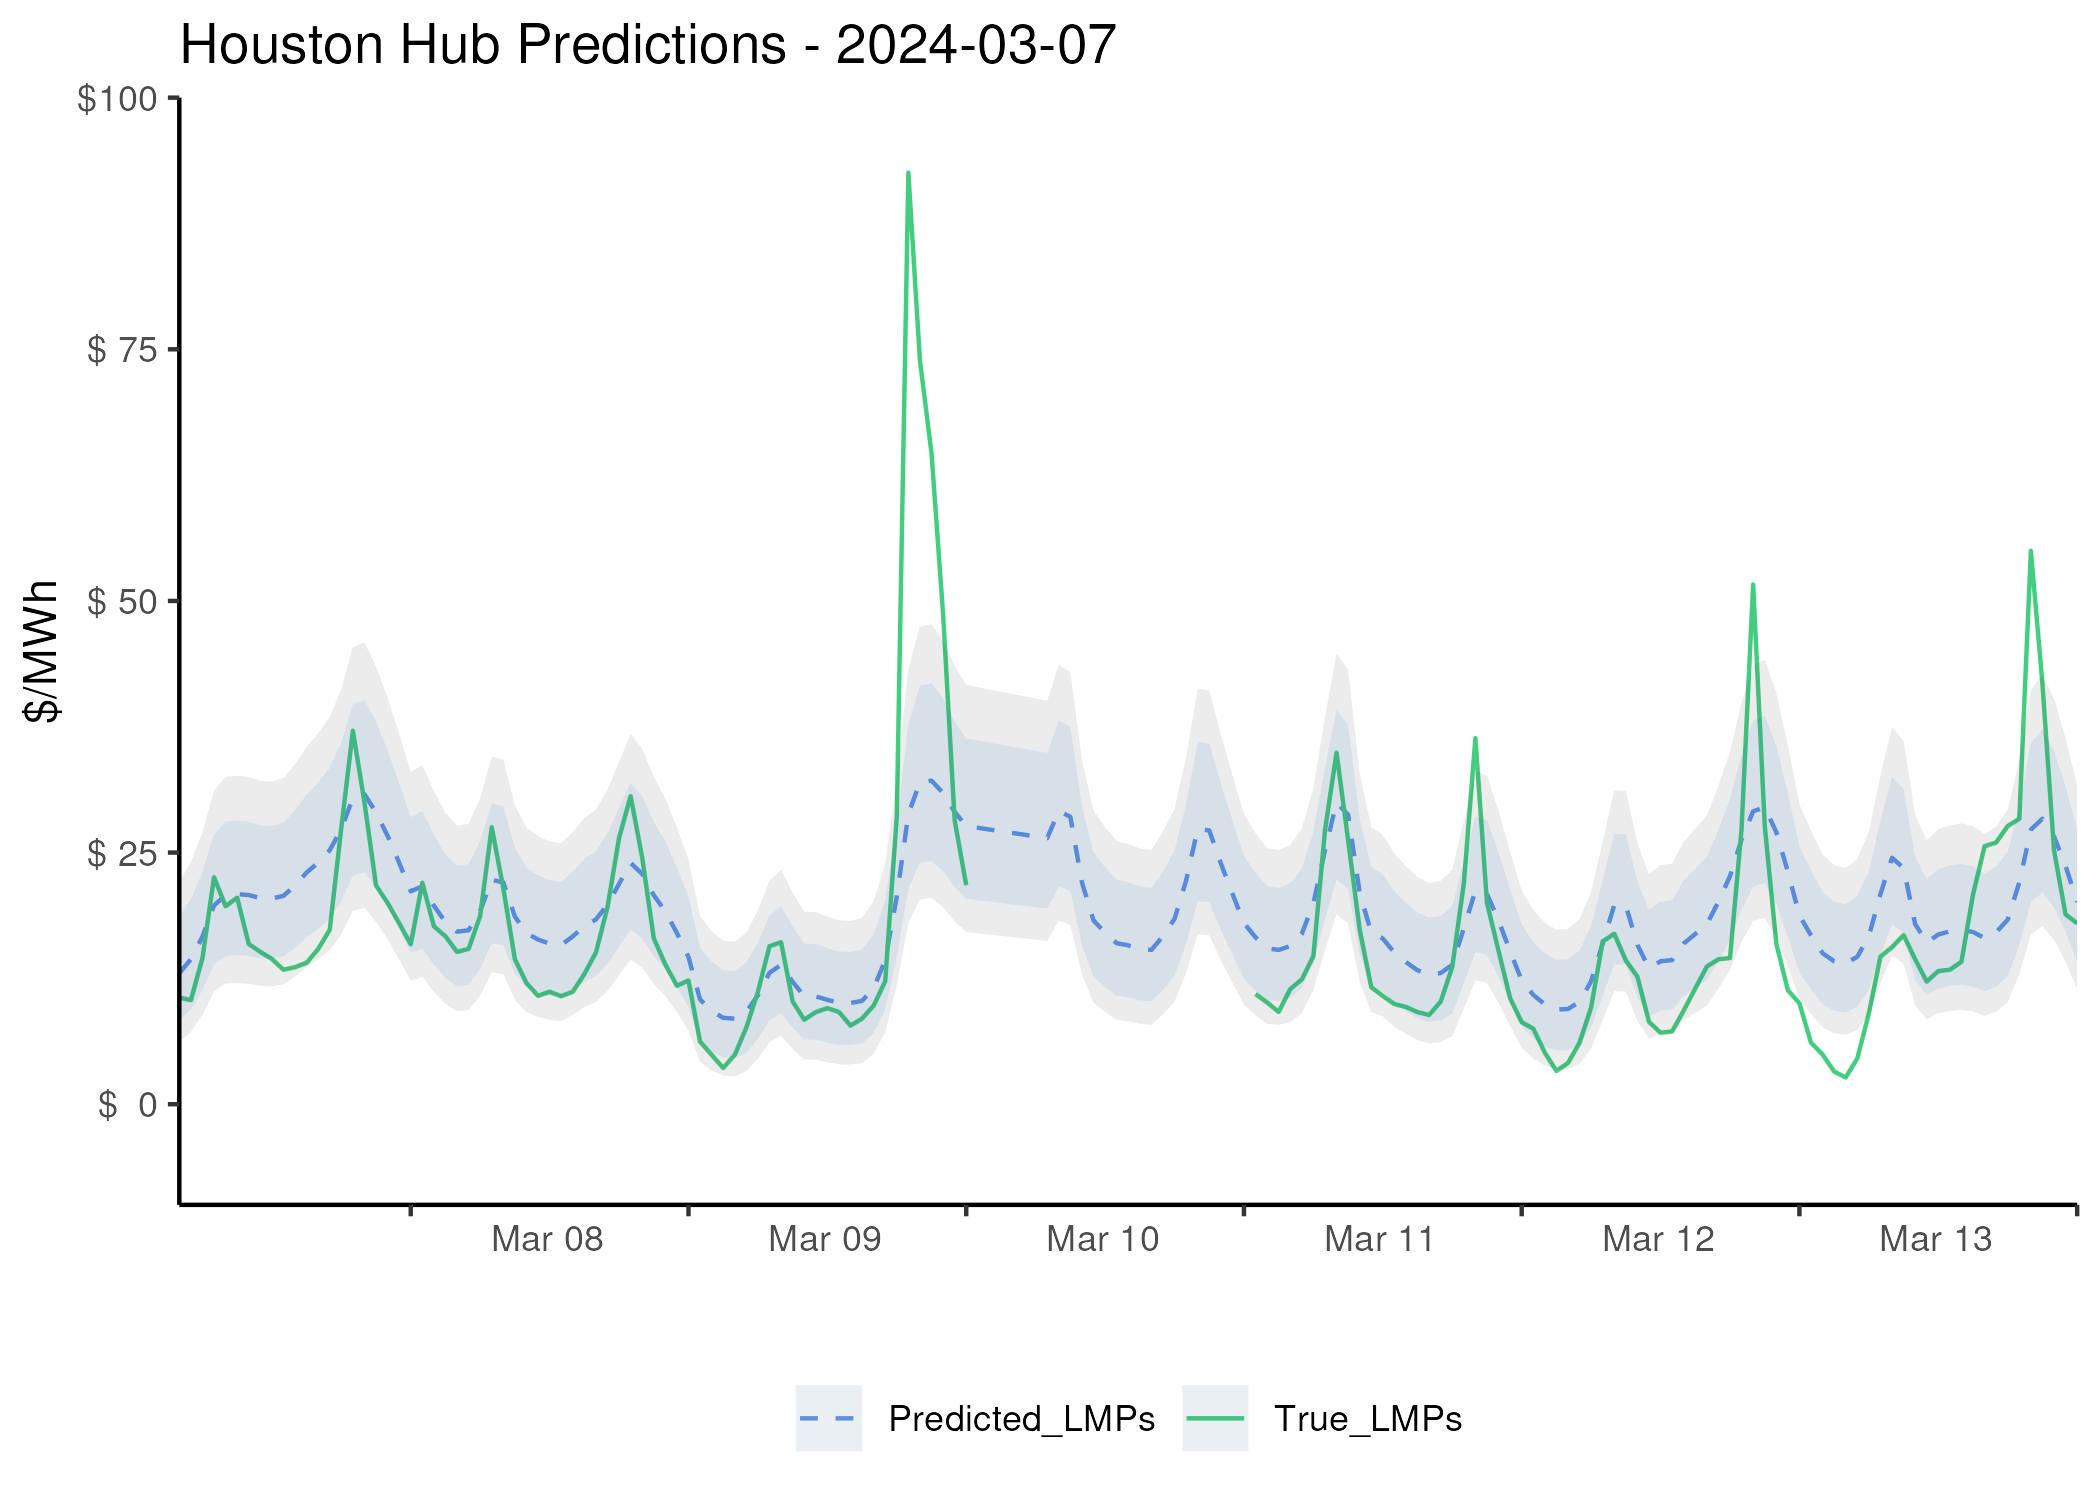 Houston Hub Predictions - 2024-03-07
$100
$ 75
$ 50
$ 25
$ 0
$/MWh
Mar 08 Mar 09 Mar 10 Mar 11 Mar 12 Mar 13
Predicted_LMPs True_LMPs